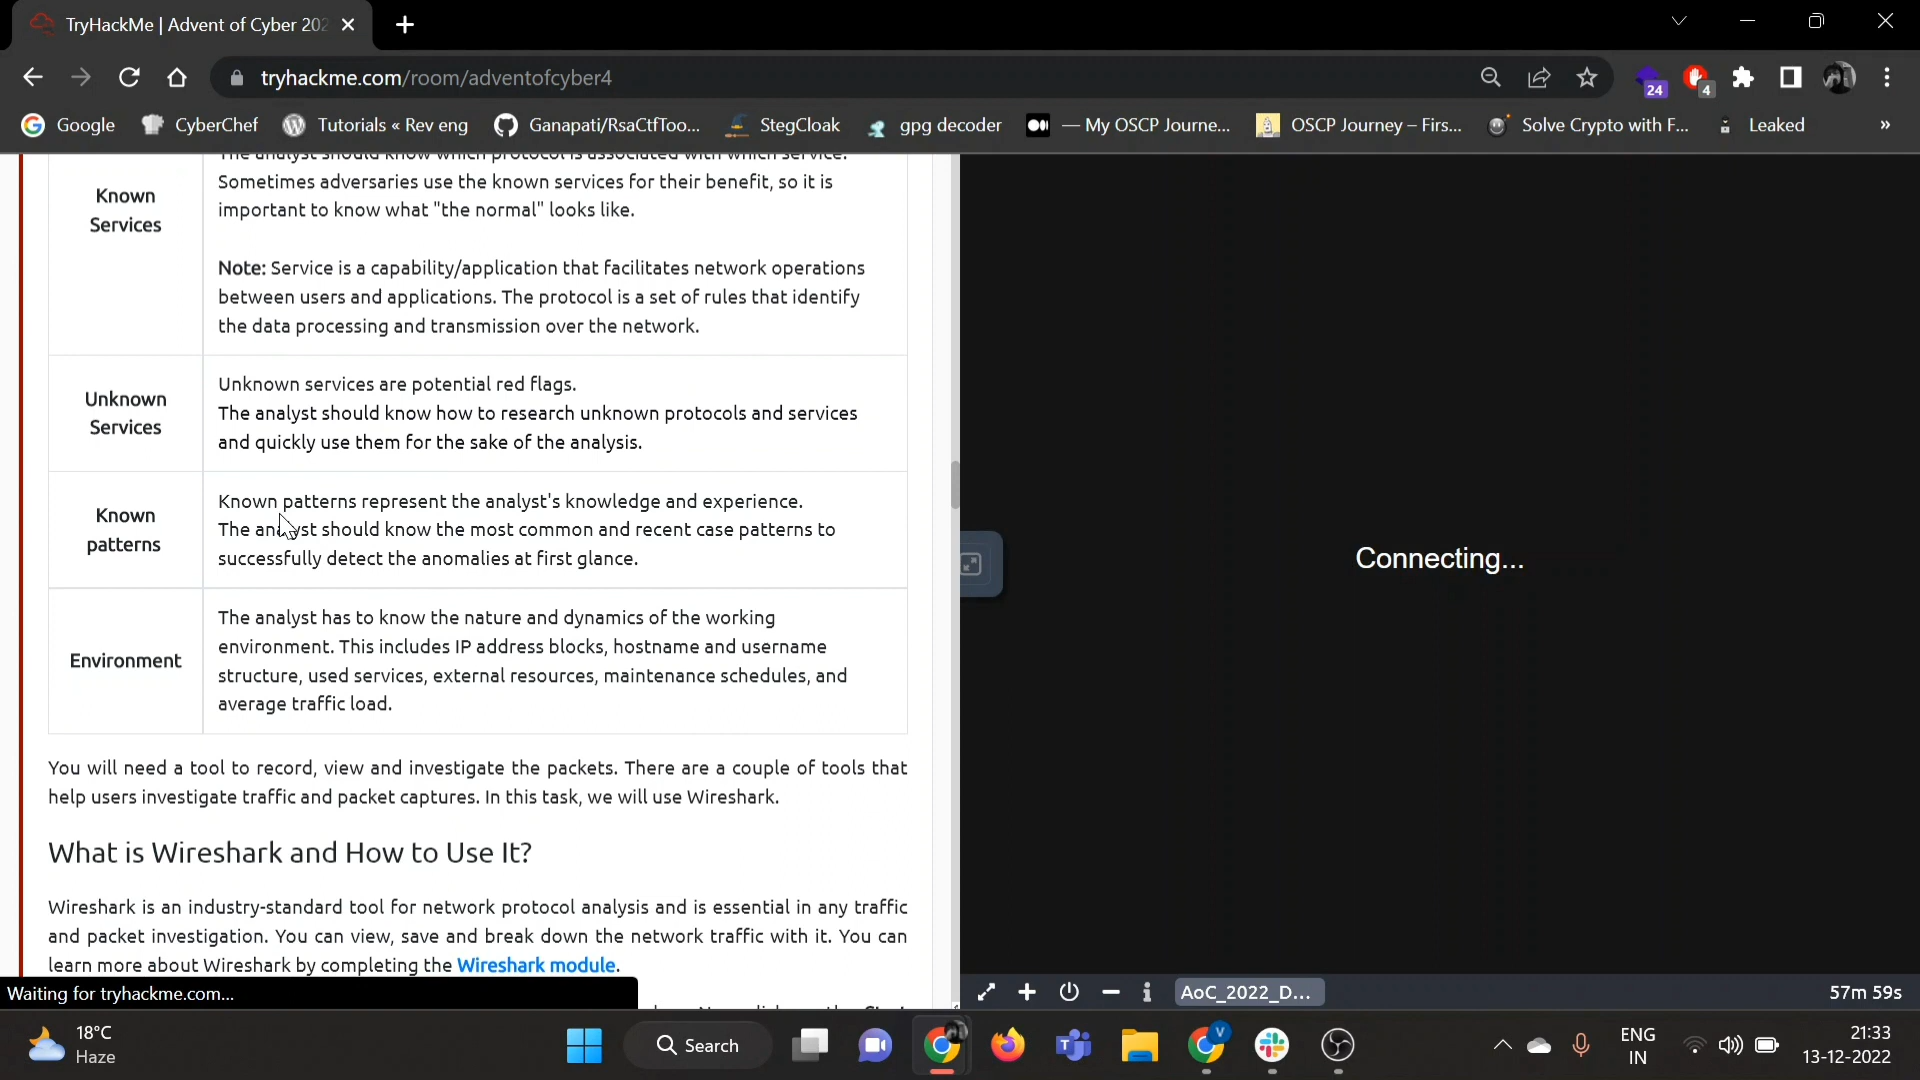 TryHackMe | Advent of Cyber 202
tryhackme.com/room/adventofcyber4
24
4
Google
CyberChef
Tutorials « Rev eng
Ganapati/RsaCtfToo...
StegCloak
gpg decoder
— My OSCP Journe...
OSCP Journey – Firs...
Solve Crypto with F...
Leaked
»
The analyst should know which protocol is associated with which service.
Known
Services
Sometimes adversaries use the known services for their benefit, so it is
important to know what "the normal" looks like.
Note: Service is a capability/application that facilitates network operations
between users and applications. The protocol is a set of rules that identify
the data processing and transmission over the network.
Unknown
Services
Unknown services are potential red flags.
The analyst should know how to research unknown protocols and services
and quickly use them for the sake of the analysis.
Known
patterns
Known patterns represent the analyst's knowledge and experience.
The analyst should know the most common and recent case patterns to
successfully detect the anomalies at first glance.
Environment
The analyst has to know the nature and dynamics of the working
environment. This includes IP address blocks, hostname and username
structure, used services, external resources, maintenance schedules, and
average traffic load.
You will need a tool to record, view and investigate the packets. There are a couple of tools that
help users investigate traffic and packet captures. In this task, we will use Wireshark.
What is Wireshark and How to Use It?
Wireshark is an industry-standard tool for network protocol analysis and is essential in any traffic
and packet investigation. You can view, save and break down the network traffic with it. You can
learn more about Wireshark by completing the Wireshark module.
Waiting for tryhackme.com...
Connecting...
AoC_2022_D...
57m 59s
18°C
Haze
Search
V
ENG
IN
21:33
13-12-2022